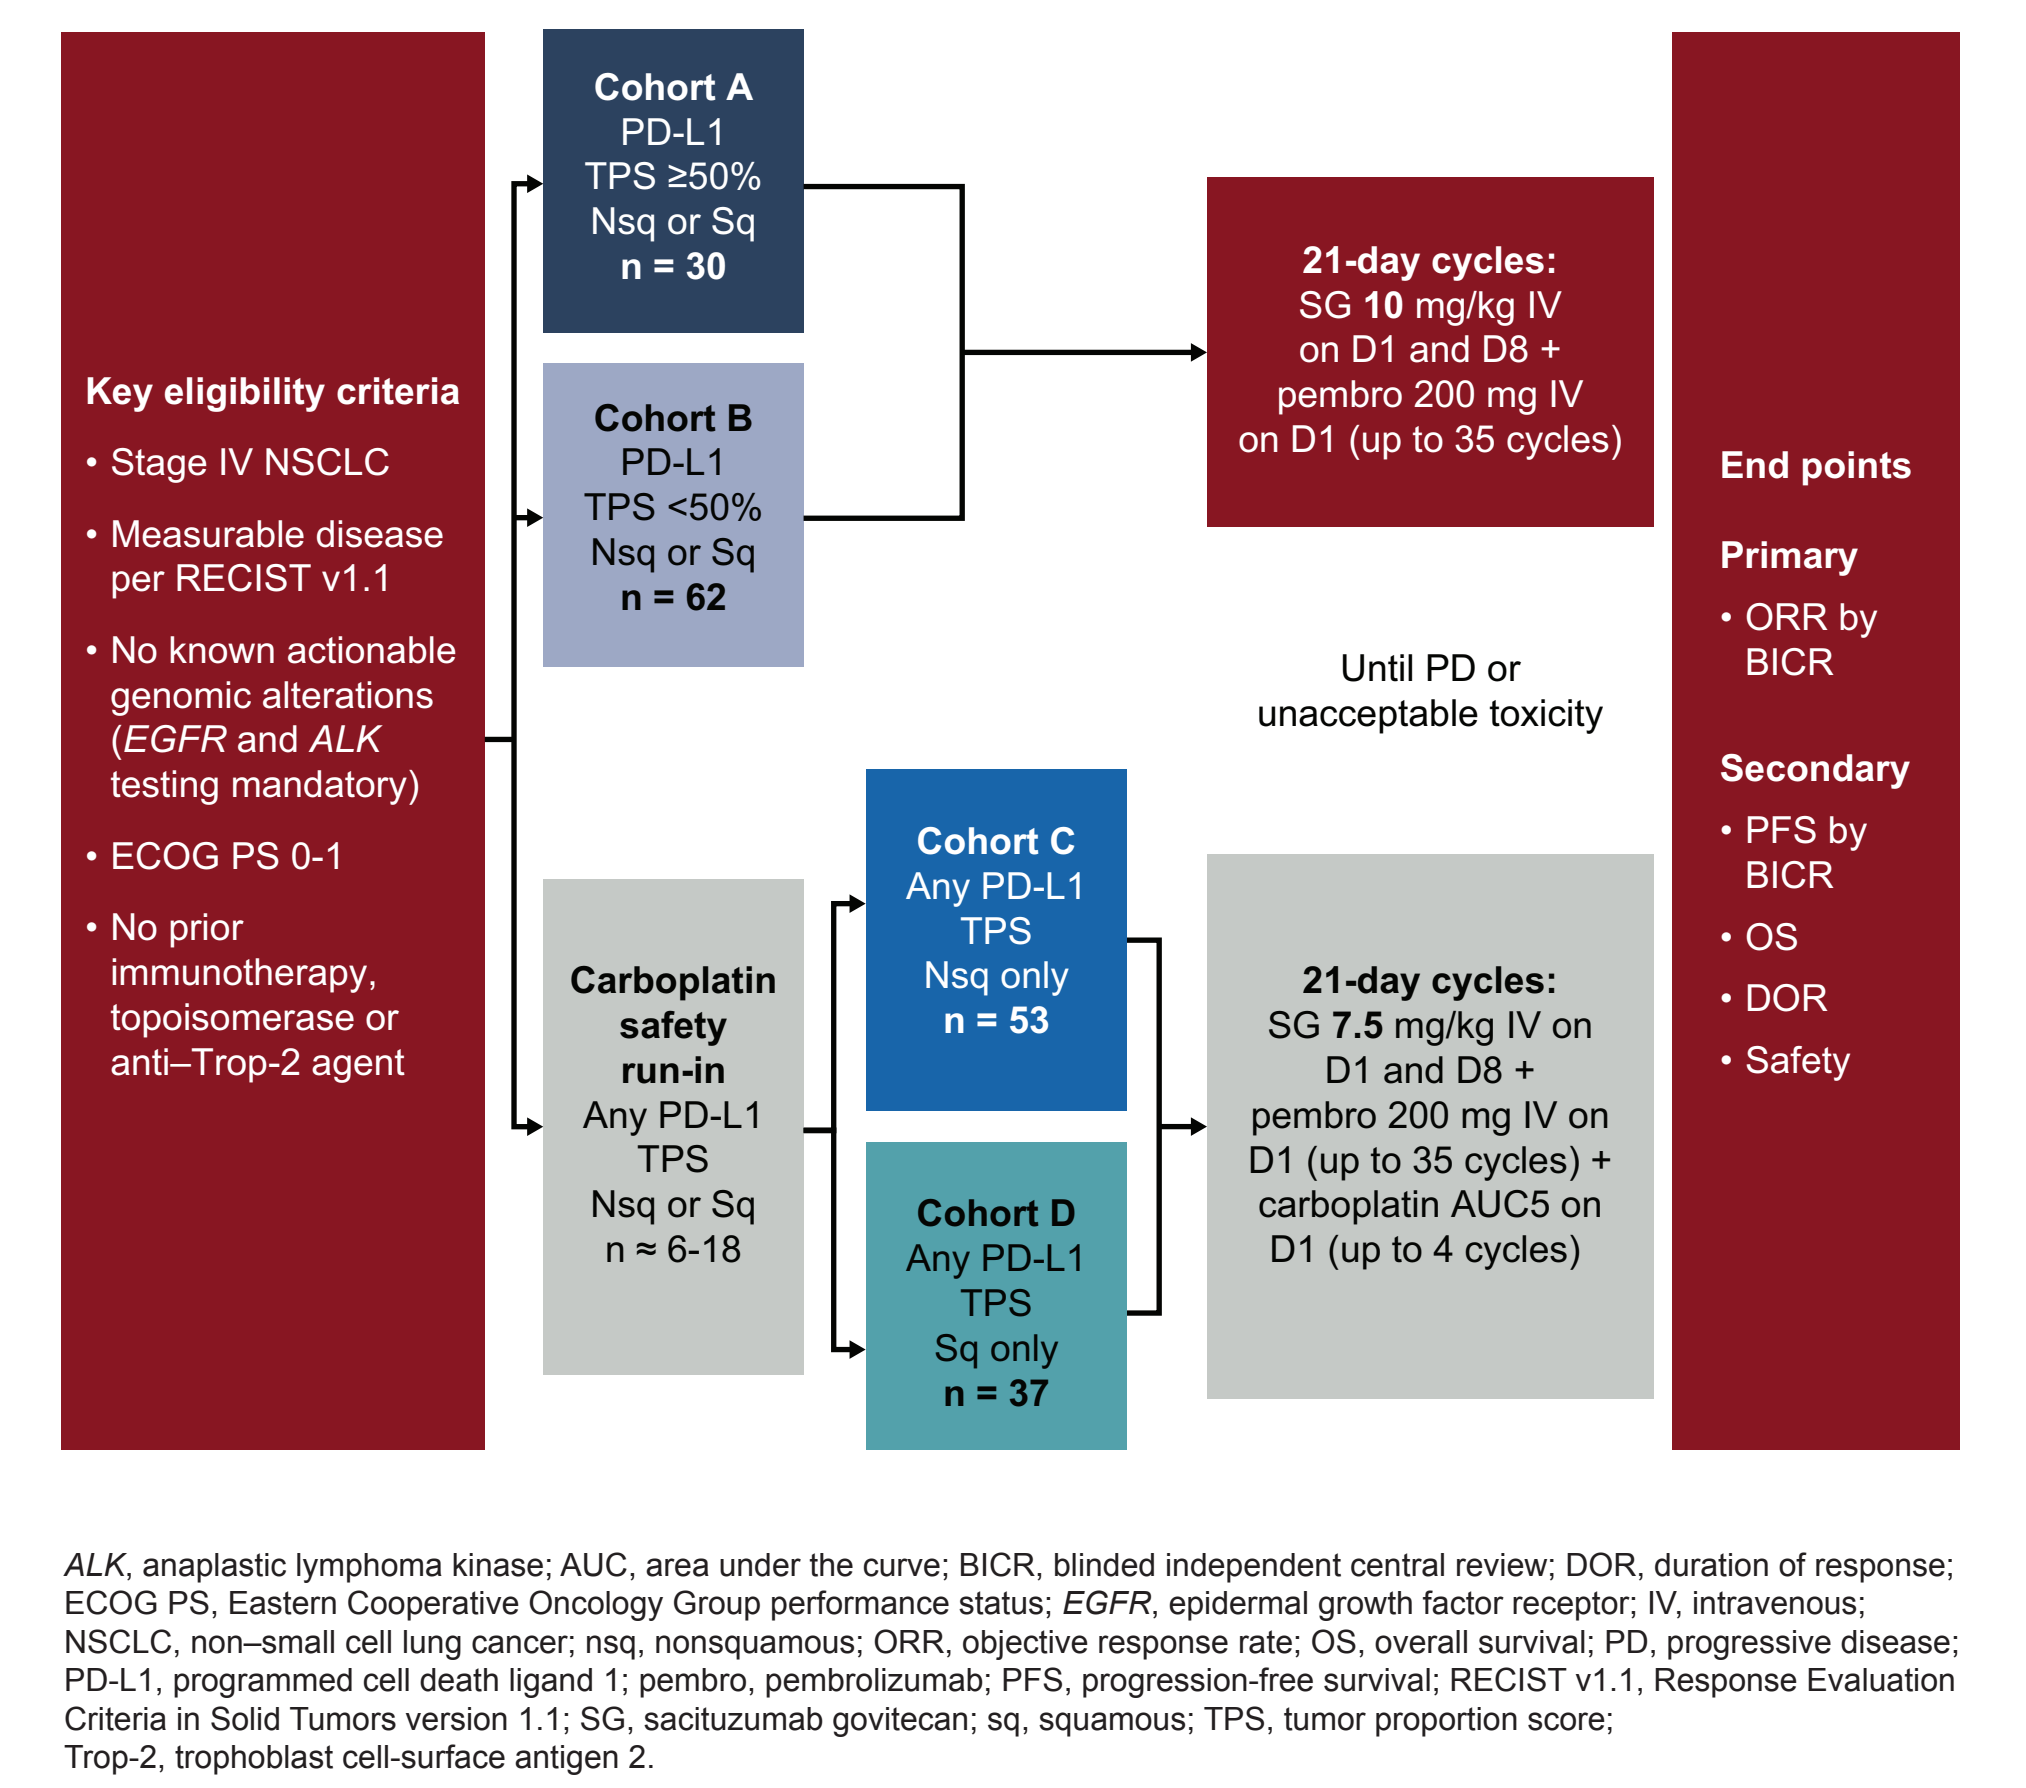 Key eligibility criteria
• Stage IV NSCLC
• Measurable disease
per RECIST v1.1
• No known actionable
genomic alterations
(EGFR and ALK
testing mandatory)
• ECOG PS 0-1
• No prior
immunotherapy,
topoisomerase or
anti–Trop-2 agent
Cohort A
PD-L1
TPS ≥50%
Nsq or Sq
n = 30
Cohort B
PD-L1
TPS <50%
Nsq or Sq
n = 62
Carboplatin
safety
run-in
Any PD-L1
TPS
Nsq or Sq
n ≈ 6-18
Cohort C
Any PD-L1
TPS
Nsq only
n = 53
Cohort D
Any PD-L1
TPS
Sq only
n = 37
21-day cycles:
SG 10 mg/kg IV
on D1 and D8 +
pembro 200 mg IV
on D1 (up to 35 cycles)
Until PD or
unacceptable toxicity
21-day cycles:
SG 7.5 mg/kg IV on
D1 and D8 +
pembro 200 mg IV on
D1 (up to 35 cycles) +
carboplatin AUC5 on
D1 (up to 4 cycles)
End points
Primary
• ORR by
BICR
Secondary
• PFS by
BICR
• OS
• DOR
• Safety
ALK, anaplastic lymphoma kinase; AUC, area under the curve; BICR, blinded independent central review; DOR, duration of response;
ECOG PS, Eastern Cooperative Oncology Group performance status; EGFR, epidermal growth factor receptor; IV, intravenous;
NSCLC, non–small cell lung cancer; nsq, nonsquamous; ORR, objective response rate; OS, overall survival; PD, progressive disease;
PD-L1, programmed cell death ligand 1; pembro, pembrolizumab; PFS, progression-free survival; RECIST v1.1, Response Evaluation
Criteria in Solid Tumors version 1.1; SG, sacituzumab govitecan; sq, squamous; TPS, tumor proportion score;
Trop-2, trophoblast cell-surface antigen 2.